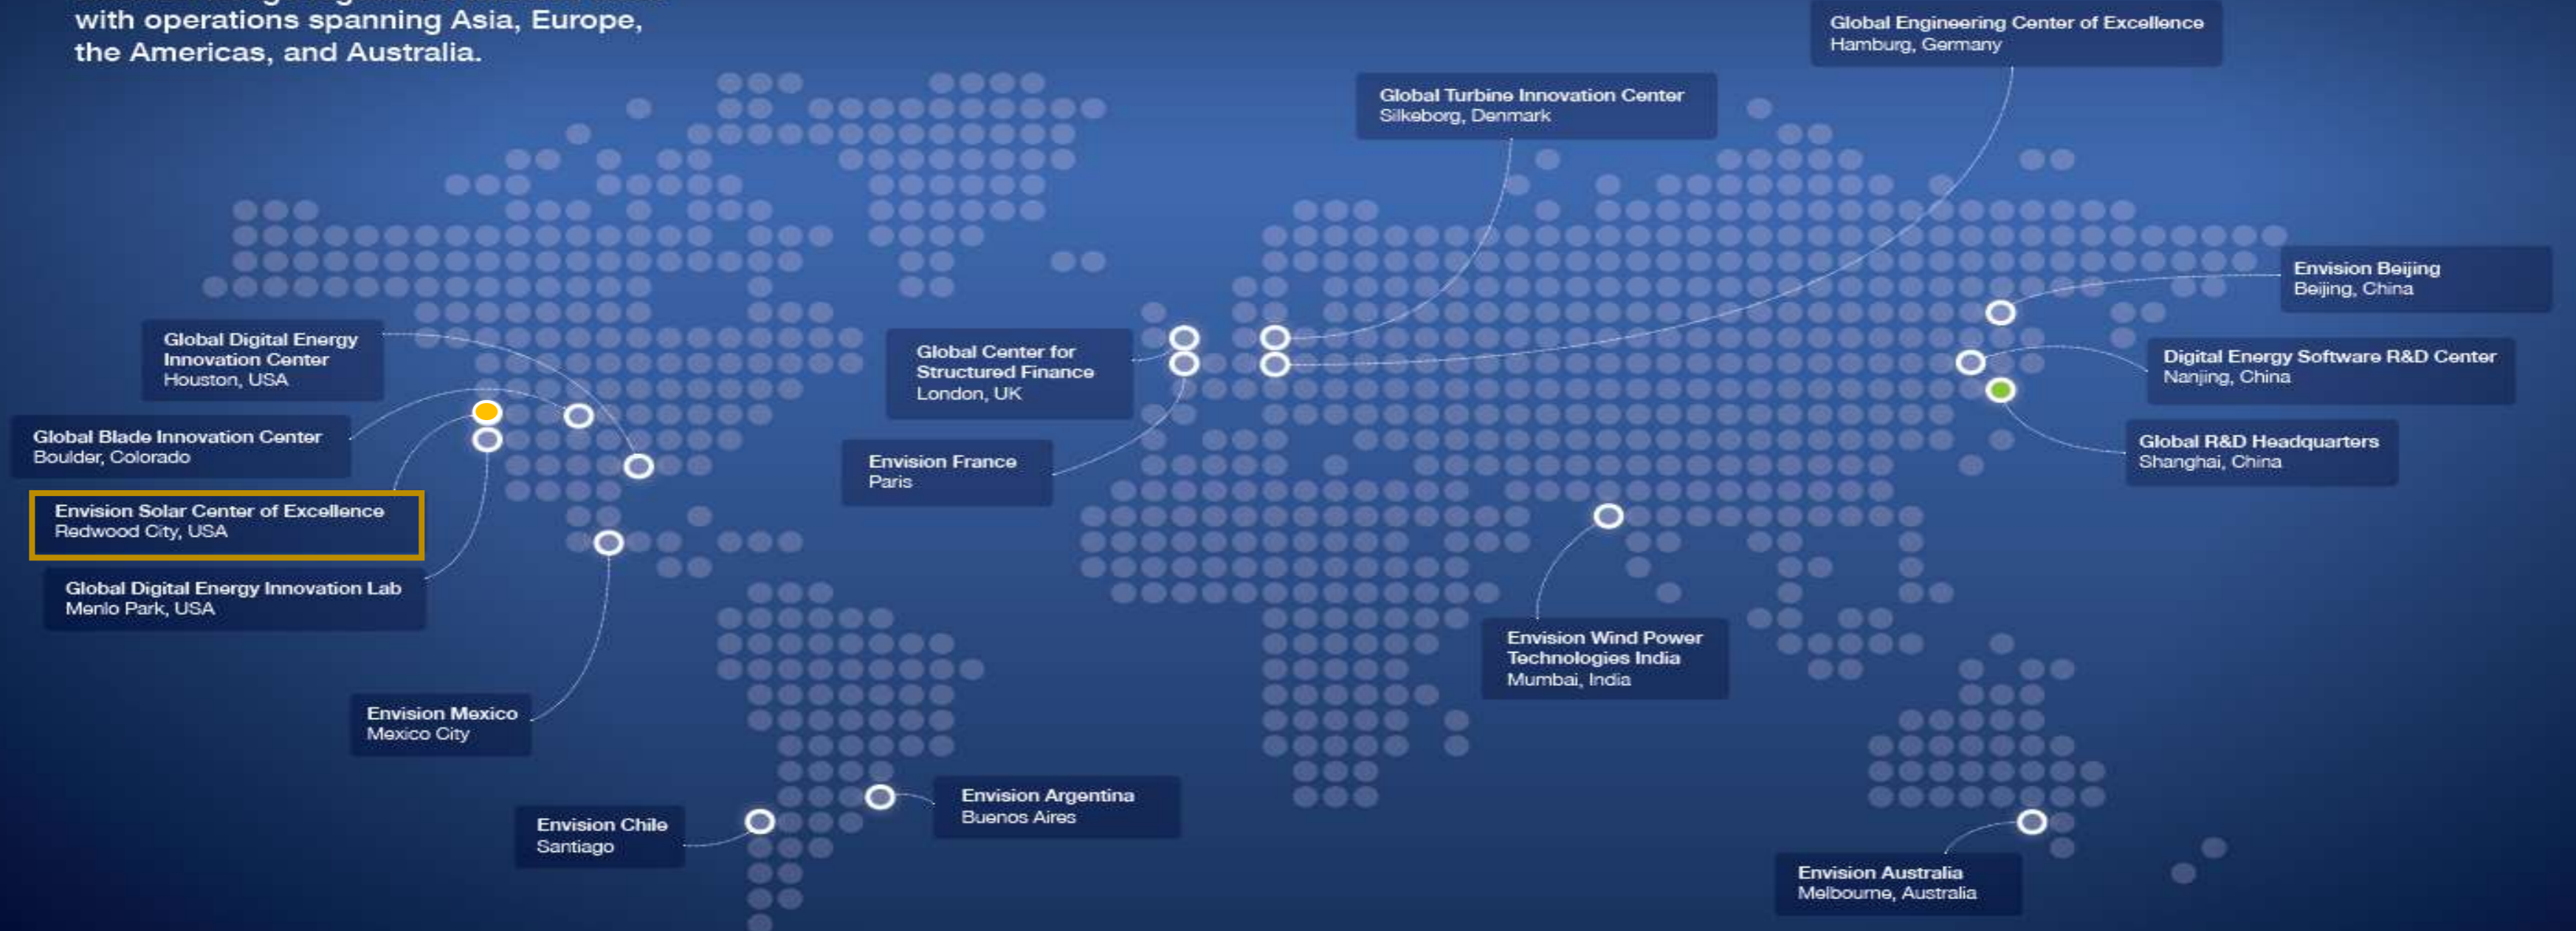 with operations spanning Asia, Europe,
the Americas, and Australia.
Global Engineering Center of Excellence
Hamburg, Germany
Global Turbine Innovation Center
Silkeborg, Denmark
Envision Beijing
Beijing, China
Global Digital Energy
Innovation Center
Houston, USA
Global Center for
Structured Finance
London, UK
Digital Energy Software R&D Center
Nanjing, China
Global Blade Innovation Center
Boulder, Colorado
Envision France
Paris
Global R&D Headquarters
Shanghai, China
Envision Solar Center of Excellence
Redwood City, USA
Global Digital Energy Innovation Lab
Menlo Park, USA
Envision Wind Power
Technologies India
Mumbai, India
Envision Mexico
Mexico City
Envision Argentina
Buenos Aires
Envision Chile
Santiago
Envision Australia
Melbourne, Australia